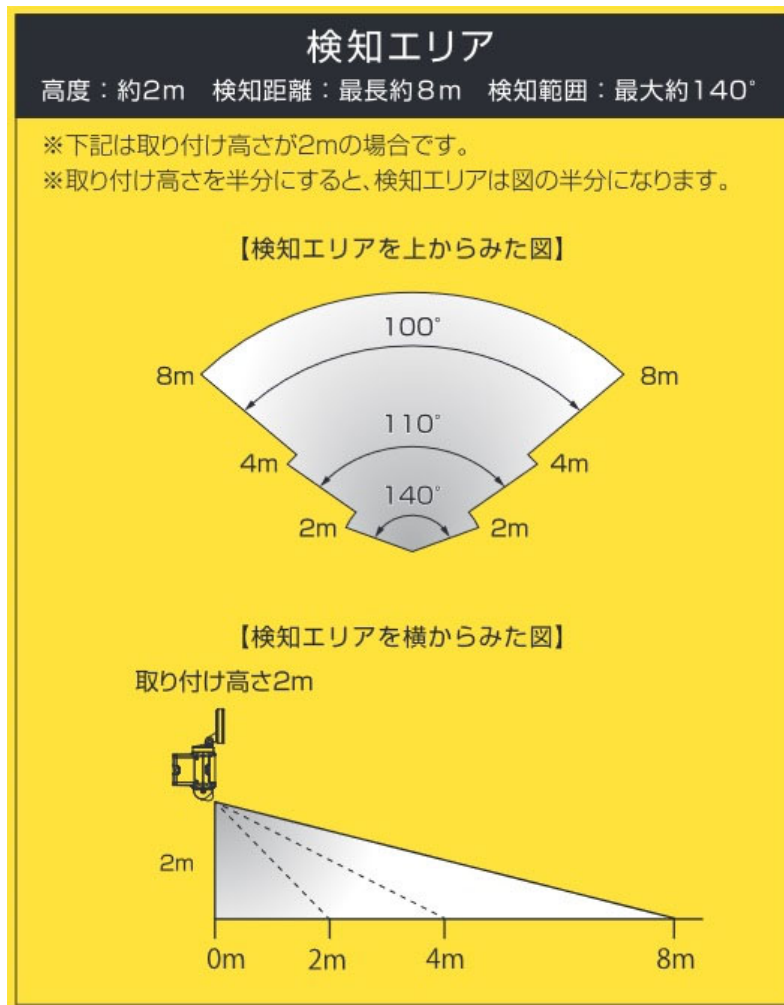 検知エリア
高度：約2m 検知距離：最長約8m 検知範囲：最大約140°
※下記は取り付け高さが2mの場合です。
※取り付け高さを半分にすると、検知エリアは図の半分になります。
【検知エリアを上からみた図】
100°
8m 8m
110°
4m 4m
140°
2m 2m
【検知エリアを横からみた図】
取り付け高さ2m
2m
0m 2m 4m 8m